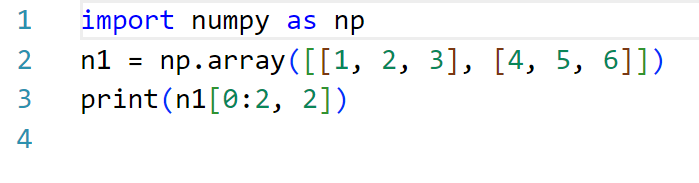 1 import numpy as np
2 n1 = np.array([[1, 2, 3], [4, 5, 6]])
3 print(n1[0:2, 2])
4